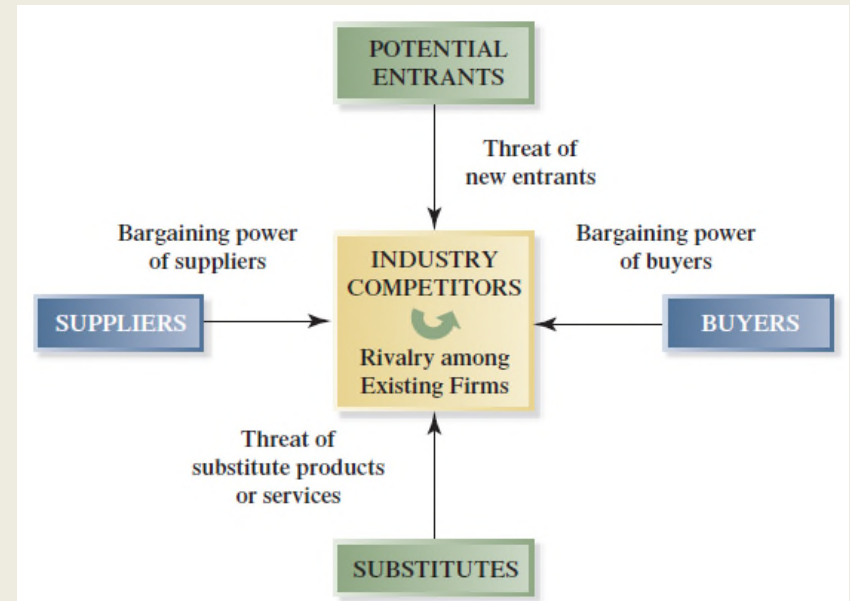 POTENTIAL
ENTRANTS
Threat of
new entrants
Bargaining power
of suppliers
Bargaining power
of buyers
SUPPLIERS
INDUSTRY
COMPETITORS
Rivalry among
Existing Firms
BUYERS
Threat of
substitute products
or services
SUBSTITUTES